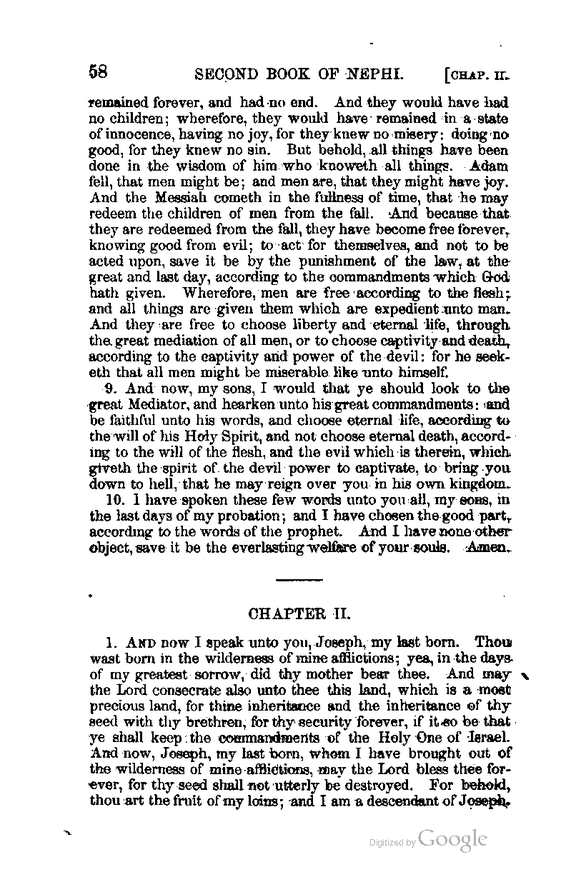 58 SECOND BOOK OF NEPHI. [CHAP. II.
remained forever, and had no end. And they would have had
no children; wherefore, they would have remained in a state
of innocence, having no joy, for they knew no misery: doing no
good, for they knew no sin. But behold, all things have been
done in the wisdom of him who knoweth all things. Adam
fell, that men might be; and men are, that they might have joy.
And the Messiah cometh in the fullness of time, that he may
redeem the children of men from the fall. And because that
they are redeemed from the fall, they have become free forever,
knowing good from evil; to act for themselves, and not to be
acted upon, save it be by the punishment of the law, at the
great and last day, according to the commandments which God
hath given. Wherefore, men are free according to the flesh;
and all things are given them which are expedient unto man.
And they are free to choose liberty and eternal life, through
the great mediation of all men, or to choose captivity and death,
according to the captivity and power of the devil: for he seek-
eth that all men might be miserable like unto himself.
9. And now, my sons, I would that ye should look to the
great Mediator, and hearken unto his great commandments: and
be faithful unto his words, and choose eternal life, according to
the will of his Holy Spirit, and not choose eternal death, accord-
ing to the will of the flesh, and the evil which is therein, which
giveth the spirit of the devil power to captivate, to bring you
down to hell, that he may reign over you in his own kingdom.
10. I have spoken these few words unto you all, my sons, in
the last days of my probation; and I have chosen the good part,
according to the words of the prophet. And I have none other
object, save it be the everlasting welfare of your souls. Amen.
CHAPTER II.
1. AND now I speak unto you, Joseph, my last born. Thou
wast born in the wilderness of mine afflictions; yea, in the days
of my greatest sorrow, did thy mother bear thee. And may
the Lord consecrate also unto thee this land, which is a most
precious land, for thine inheritance and the inheritance of thy
seed with thy brethren, for thy security forever, if it so be that
ye shall keep the commandments of the Holy One of Israel.
And now, Joseph, my last born, whom I have brought out of
the wilderness of mine afflictions, may the Lord bless thee for-
ever, for thy seed shall not utterly be destroyed. For behold,
thou art the fruit of my loins; and I am a descendant of Joseph,
Digitized by Google